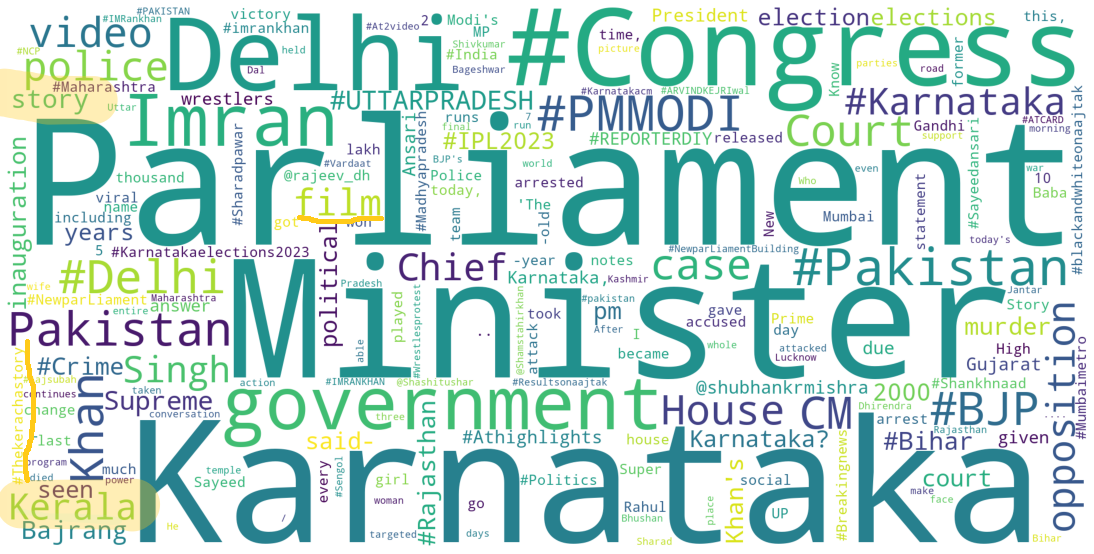 #PAKISTAN
#IMRankhan
victory
#imrankhan
video
Delhi
#At2video
2
Modi's
MP
Shivkumar
#India
Bageshwar
held
Dal
#Congress
President
election
elections
this,
time,
picture
parties
Know
road
former
#NCP
police
#Maharashtra
story
Uttar
wrestlers
Imran
#UTTARPRADESH
#PMMODI
#Karnatakacm
#ARVINDKEJRIwal
#Karnataka
#ATCARD
morning
Gandhi
support
Court
released
#REPORTERDIY
runs
final
7
run
#IPL2023
Ansari
#Madhyapradesh
lakh
#Vardaat
@rajeev_dh
#Sharadpawar
Parliament
thousand
viral
name
including
years
5
inauguration
film
got
won
BJP's
Police
today,
world
arrested
'The
-old
team
New
Who
Mumbai
even
statement
#Sayeedansari
war
10
Baba
today's
#blackandwhiteonaajtak
#Karnatakaelections2023
#Delhi
wife
#NewparLiament
Maharashtra
entire
answer
political
Pradesh
Minister
Chief
-year
notes
Karnataka,
Kashmir
case
#NewparLiamentBuilding
#Pakistan
Jantar
Story
Pakistan
played
#Wrestlesprotest
able
..
@Shamstahirkhan
attack
took
#pakistan
pm
After
I
became
gave
accused
whole
Prime
day
attacked
Lucknow
due
murder
High
Gujarat
opposition
#Mumbaimetro
#Thekerachastory
#Crime
#Rajsubah
Singh
continues
change
Khan
taken
Supreme
conversation
action
#IMRANKHAN
@Shashitushar
#Resultsonaajtak
government
three
@shubhankrmishra
2000
#Shankhnaad
House
CM
Dhirendra
arrest
#BJP
Rajasthan
....
last
program
died
much
power
seen
Kerala
Bajrang
He
Karnataka
temple
Sayeed
/
said-
every
#Sengol
girl
woman
targeted
#Rajasthan
#Athighlights
go
days
#Politics
house
Super
Rahul
Bhushan
Sharad
place
Karnataka?
Khan's
social
UP
#Breakingnews
#Bihar
given
court
make
face
Bihar